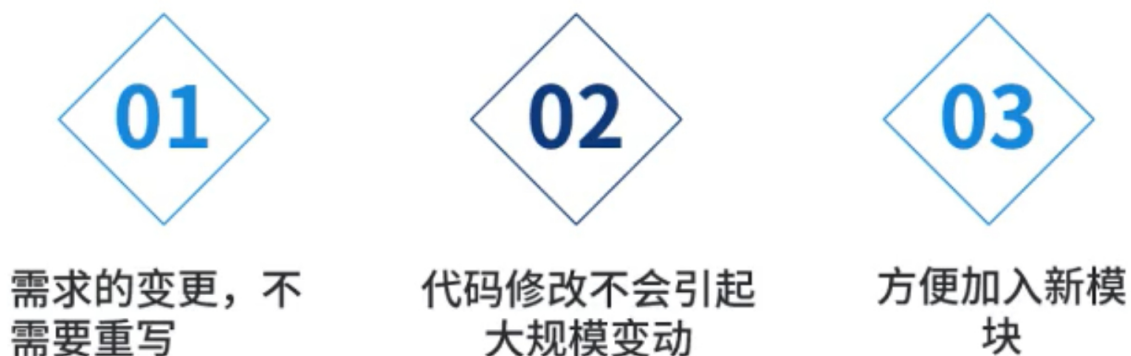 01
需求的变更，不
需要重写
02
代码修改不会引起
大规模变动
03
方便加入新模
块